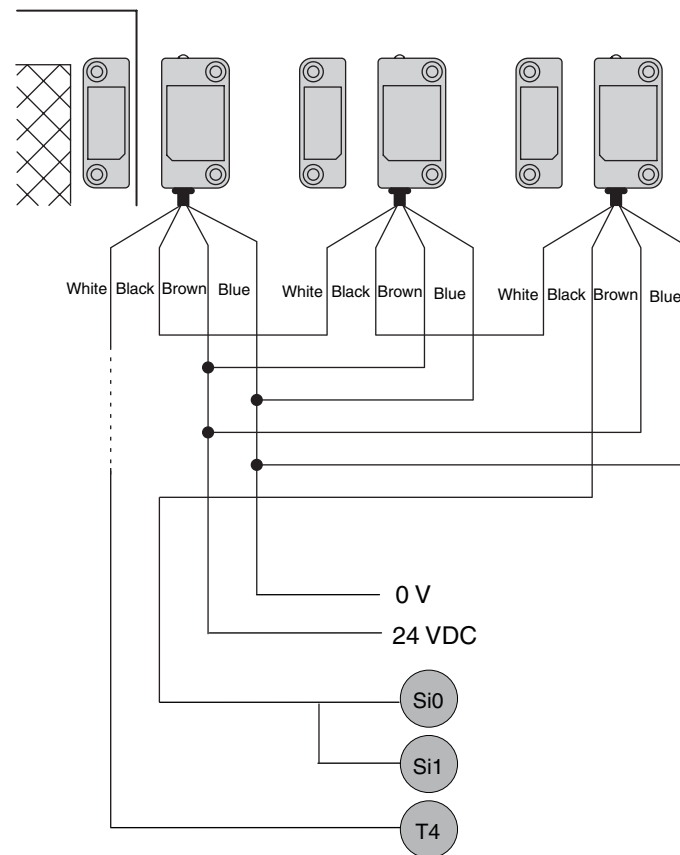 White Black Brown Blue White Black Brown Blue White Black Brown Blue
0 V
24 VDC
Si0
Si1
T4